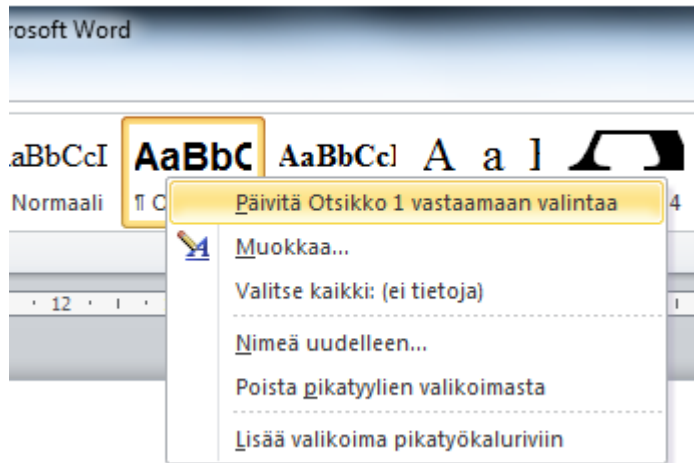 rosoft Word
aBbCcI AaBbC AaBbCcl A a l
Normaali ¶ O 4
Päivitä Otsikko 1 vastaamaan valintaa
Muokkaa...
Valitse kaikki: (ei tietoja)
· 12 · ı ·
Nimeä uudelleen...
Poista pikatyylien valikoimasta
Lisää valikoima pikatyökaluriviin